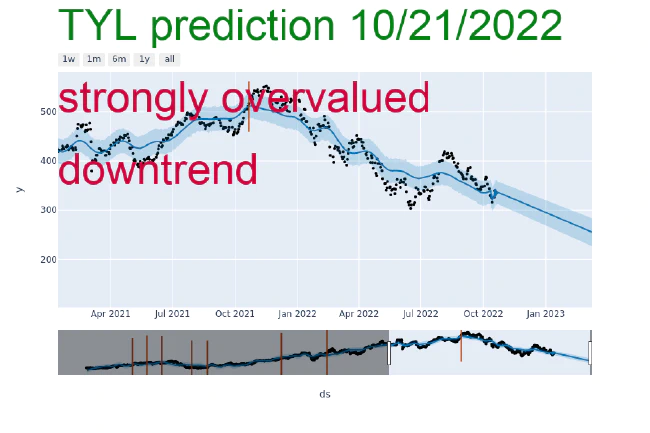 TYL prediction 10/21/2022
1w 1m 6m 1y all
strongly overvalued
downtrend
500
400
300
200
y
Apr 2021 Jul 2021 Oct 2021 Jan 2022 Apr 2022 Jul 2022 Oct 2022 Jan 2023
ds